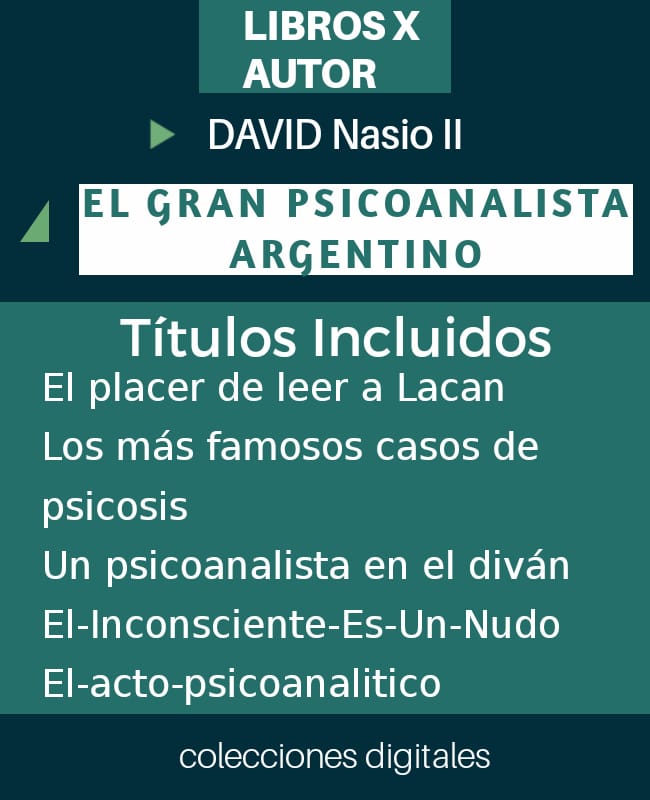 LIBROS X
AUTOR
DAVID Nasio II
EL GRAN PSICOANALISTA
ARGENTINO
Títulos Incluidos
El placer de leer a Lacan
Los más famosos casos de
psicosis
Un psicoanalista en el diván
El-Inconsciente-Es-Un-Nudo
El-acto-psicoanalitico
colecciones digitales